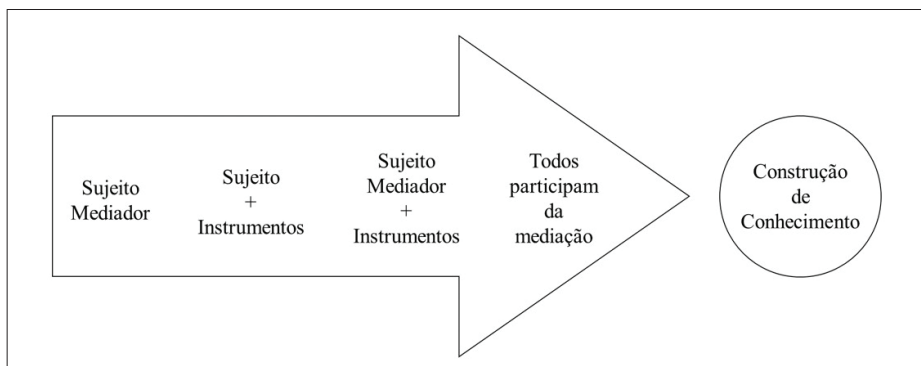 Sujeito
Mediador
Sujeito
+
Instrumentos
Sujeito
Mediador
+
Instrumentos
Todos
participam
da
mediação
Construção
de
Conhecimento